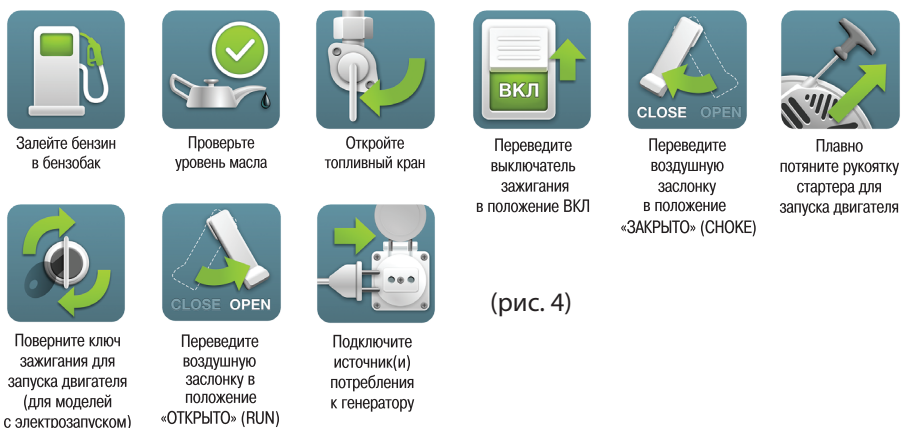 Залейте бензин
в бензобак
Проверьте
уровень масла
Откройте
топливный кран
ВКЛ
Переведите
выключатель
зажигания
в положение ВКЛ
CLOSE OPEN
Переведите
воздушную
заслонку
в положение
«ЗАКРЫТО» (CHOKE)
Плавно
потяните рукоятку
стартера для
запуска двигателя
Поверните ключ
зажигания для
запуска двигателя
(для моделей
с электрозапуском)
CLOSE OPEN
Переведите
воздушную
заслонку в
положение
«ОТКРЫТО» (RUN)
Подключите
источник(и)
потребления
к генератору
(рис. 4)